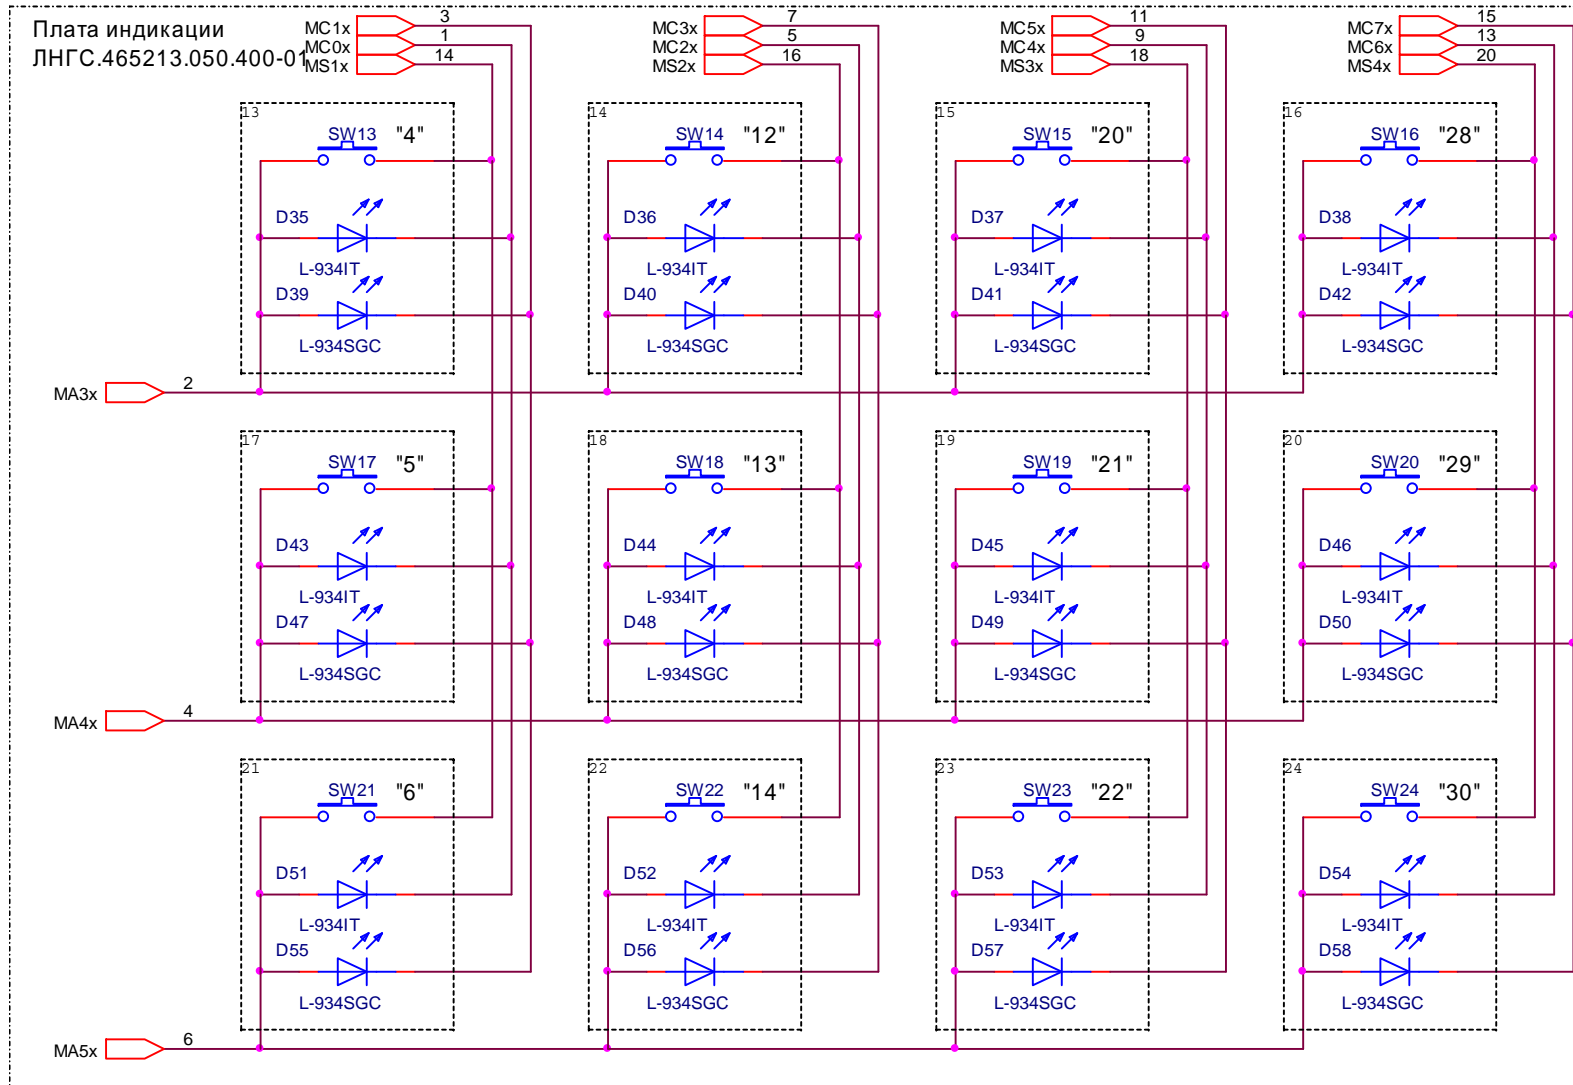 Плата индикации
ЛНГС.465213.050.400-01
MC1x 3 MC3x 7 MC5x 11 MC7x 15
MC0x 1 MC2x 5 MC4x 9 MC6x 13
MS1x 14 MS2x 16 MS3x 18 MS4x 20
13 14 15 16
SW13 "4" SW14 "12" SW15 "20" SW16 "28"
D35 D36 D37 D38
L-934IT L-934IT L-934IT L-934IT
D39 D40 D41 D42
L-934SGC L-934SGC L-934SGC L-934SGC
MA3x 2
17 18 19 20
SW17 "5" SW18 "13" SW19 "21" SW20 "29"
D43 D44 D45 D46
L-934IT L-934IT L-934IT L-934IT
D47 D48 D49 D50
L-934SGC L-934SGC L-934SGC L-934SGC
MA4x 4
21 22 23 24
SW21 "6" SW22 "14" SW23 "22" SW24 "30"
D51 D52 D53 D54
L-934IT L-934IT L-934IT L-934IT
D55 D56 D57 D58
L-934SGC L-934SGC L-934SGC L-934SGC
MA5x 6